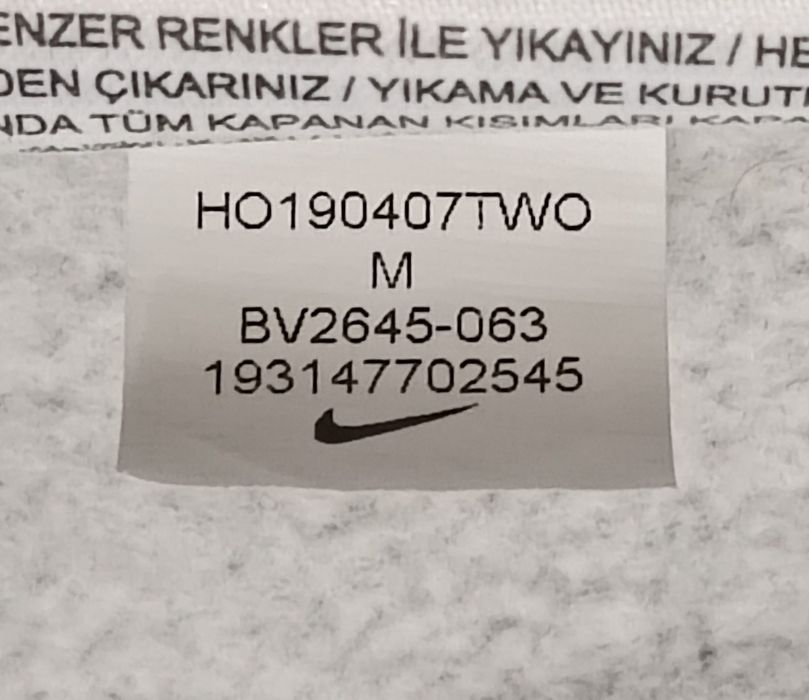 ENZER RENKLER İLE YIKAYINIZ / HE
DEN ÇIKARINIZ / YIKAMA VE KURUT
NDA TÜM KAPANAN KISIMLARI
HO190407TWO
M
BV2645-063
193147702545